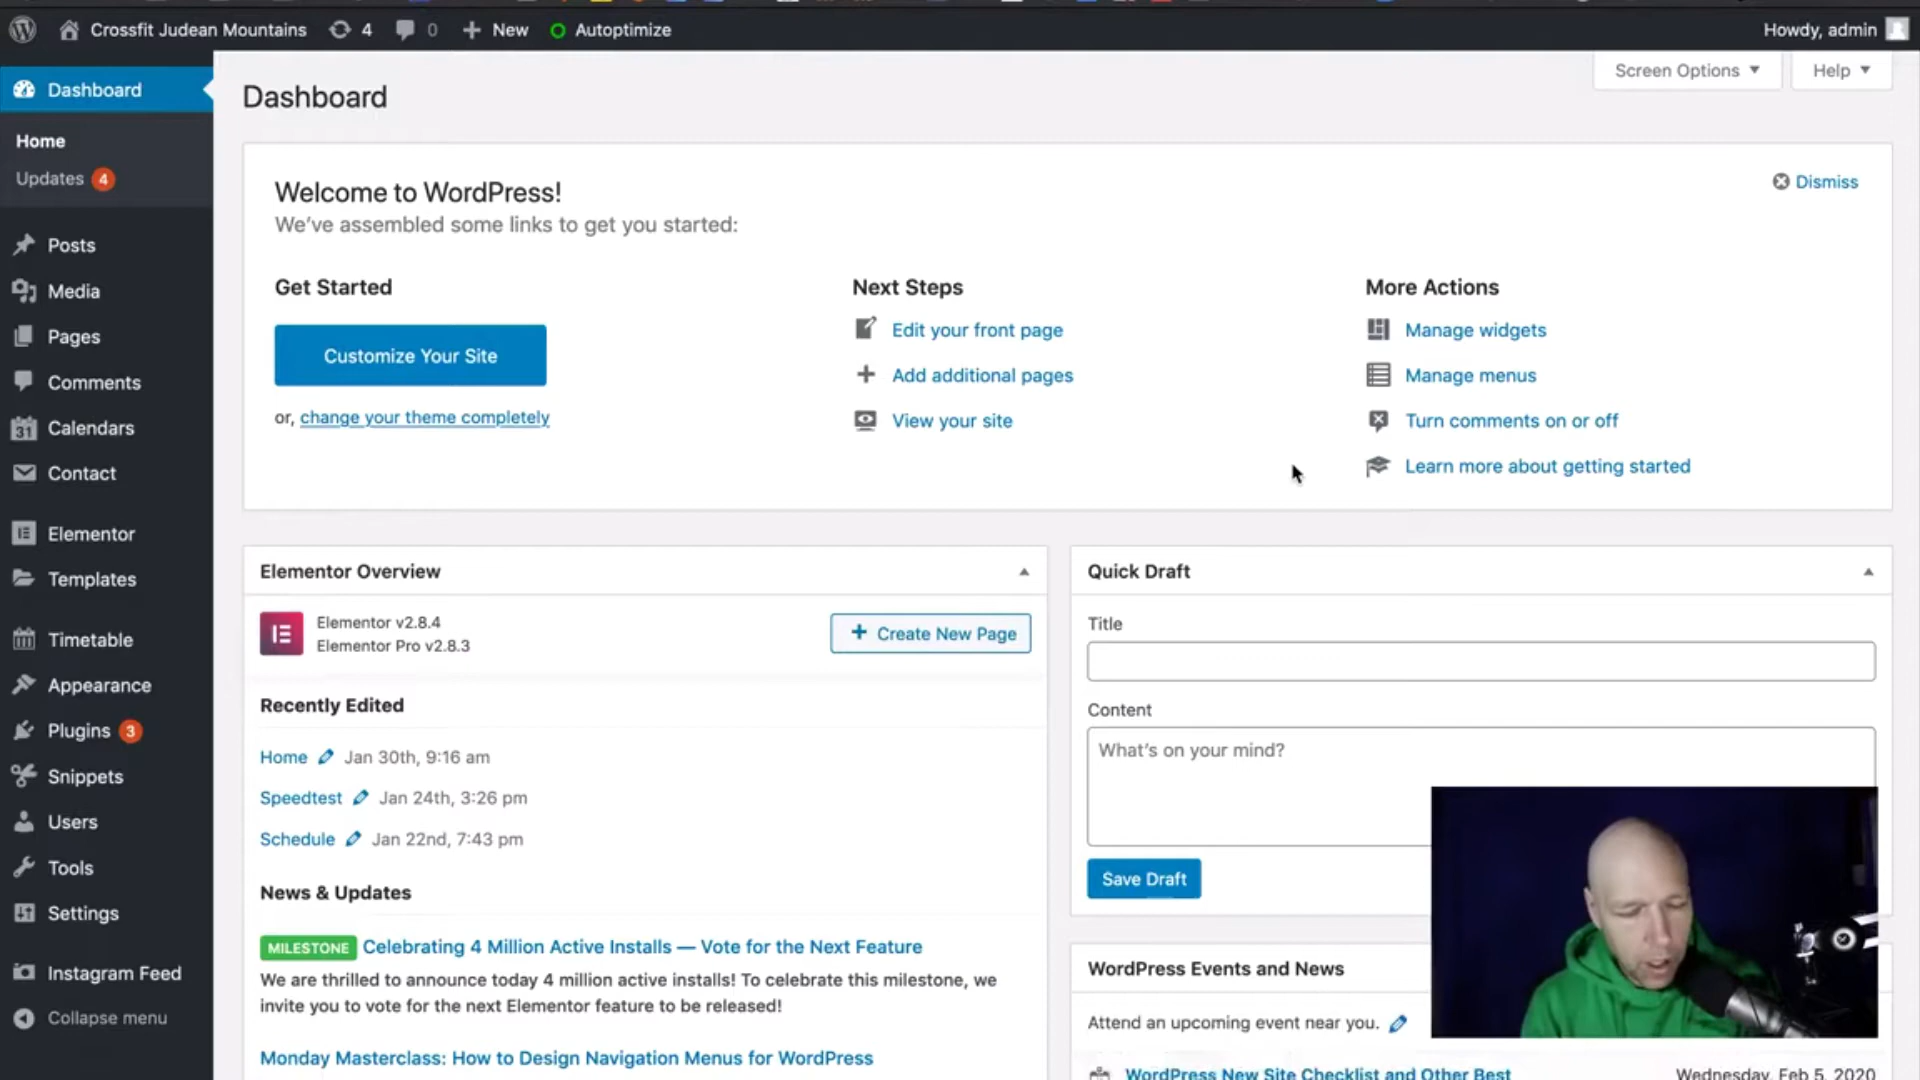 Crossfit Judean Mountains 4 0 New Autoptimize Howdy, admin
Screen Options Help
Dashboard
Home
Updates 4
Posts
Media
Pages
Comments
Calendars
Contact
Elementor
Templates
Timetable
Appearance
Plugins 3
Snippets
Users
Tools
Settings
Instagram Feed
Collapse menu
Dashboard
Welcome to WordPress!
We've assembled some links to get you started:
Dismiss
Get Started
Customize Your Site
or, change your theme completely
Next Steps
Edit your front page
Add additional pages
View your site
More Actions
Manage widgets
Manage menus
Turn comments on or off
Learn more about getting started
Elementor Overview
Elementor v2.8.4
Elementor Pro v2.8.3
Create New Page
Recently Edited
Home Jan 30th, 9:16 am
Speedtest Jan 24th, 3:26 pm
Schedule Jan 22nd, 7:43 pm
News & Updates
MILESTONE Celebrating 4 Million Active Installs — Vote for the Next Feature
We are thrilled to announce today 4 million active installs! To celebrate this milestone, we
invite you to vote for the next Elementor feature to be released!
Monday Masterclass: How to Design Navigation Menus for WordPress
Quick Draft
Title
Content
What's on your mind?
Save Draft
WordPress Events and News
Attend an upcoming event near you.
WordPress New Site Checklist and Other Best
Wednesday, Feb 5, 2020